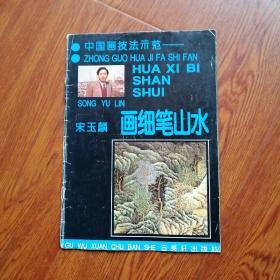 中国画技法示范——
ZHONG GUO HUA JI FA SHI FAN
HUA XI BI
SHAN
SHUI
SONG YU LIN
宋玉麟
画细笔山水
GU WU XUAN CHU BAN SHE 古吴轩出版社